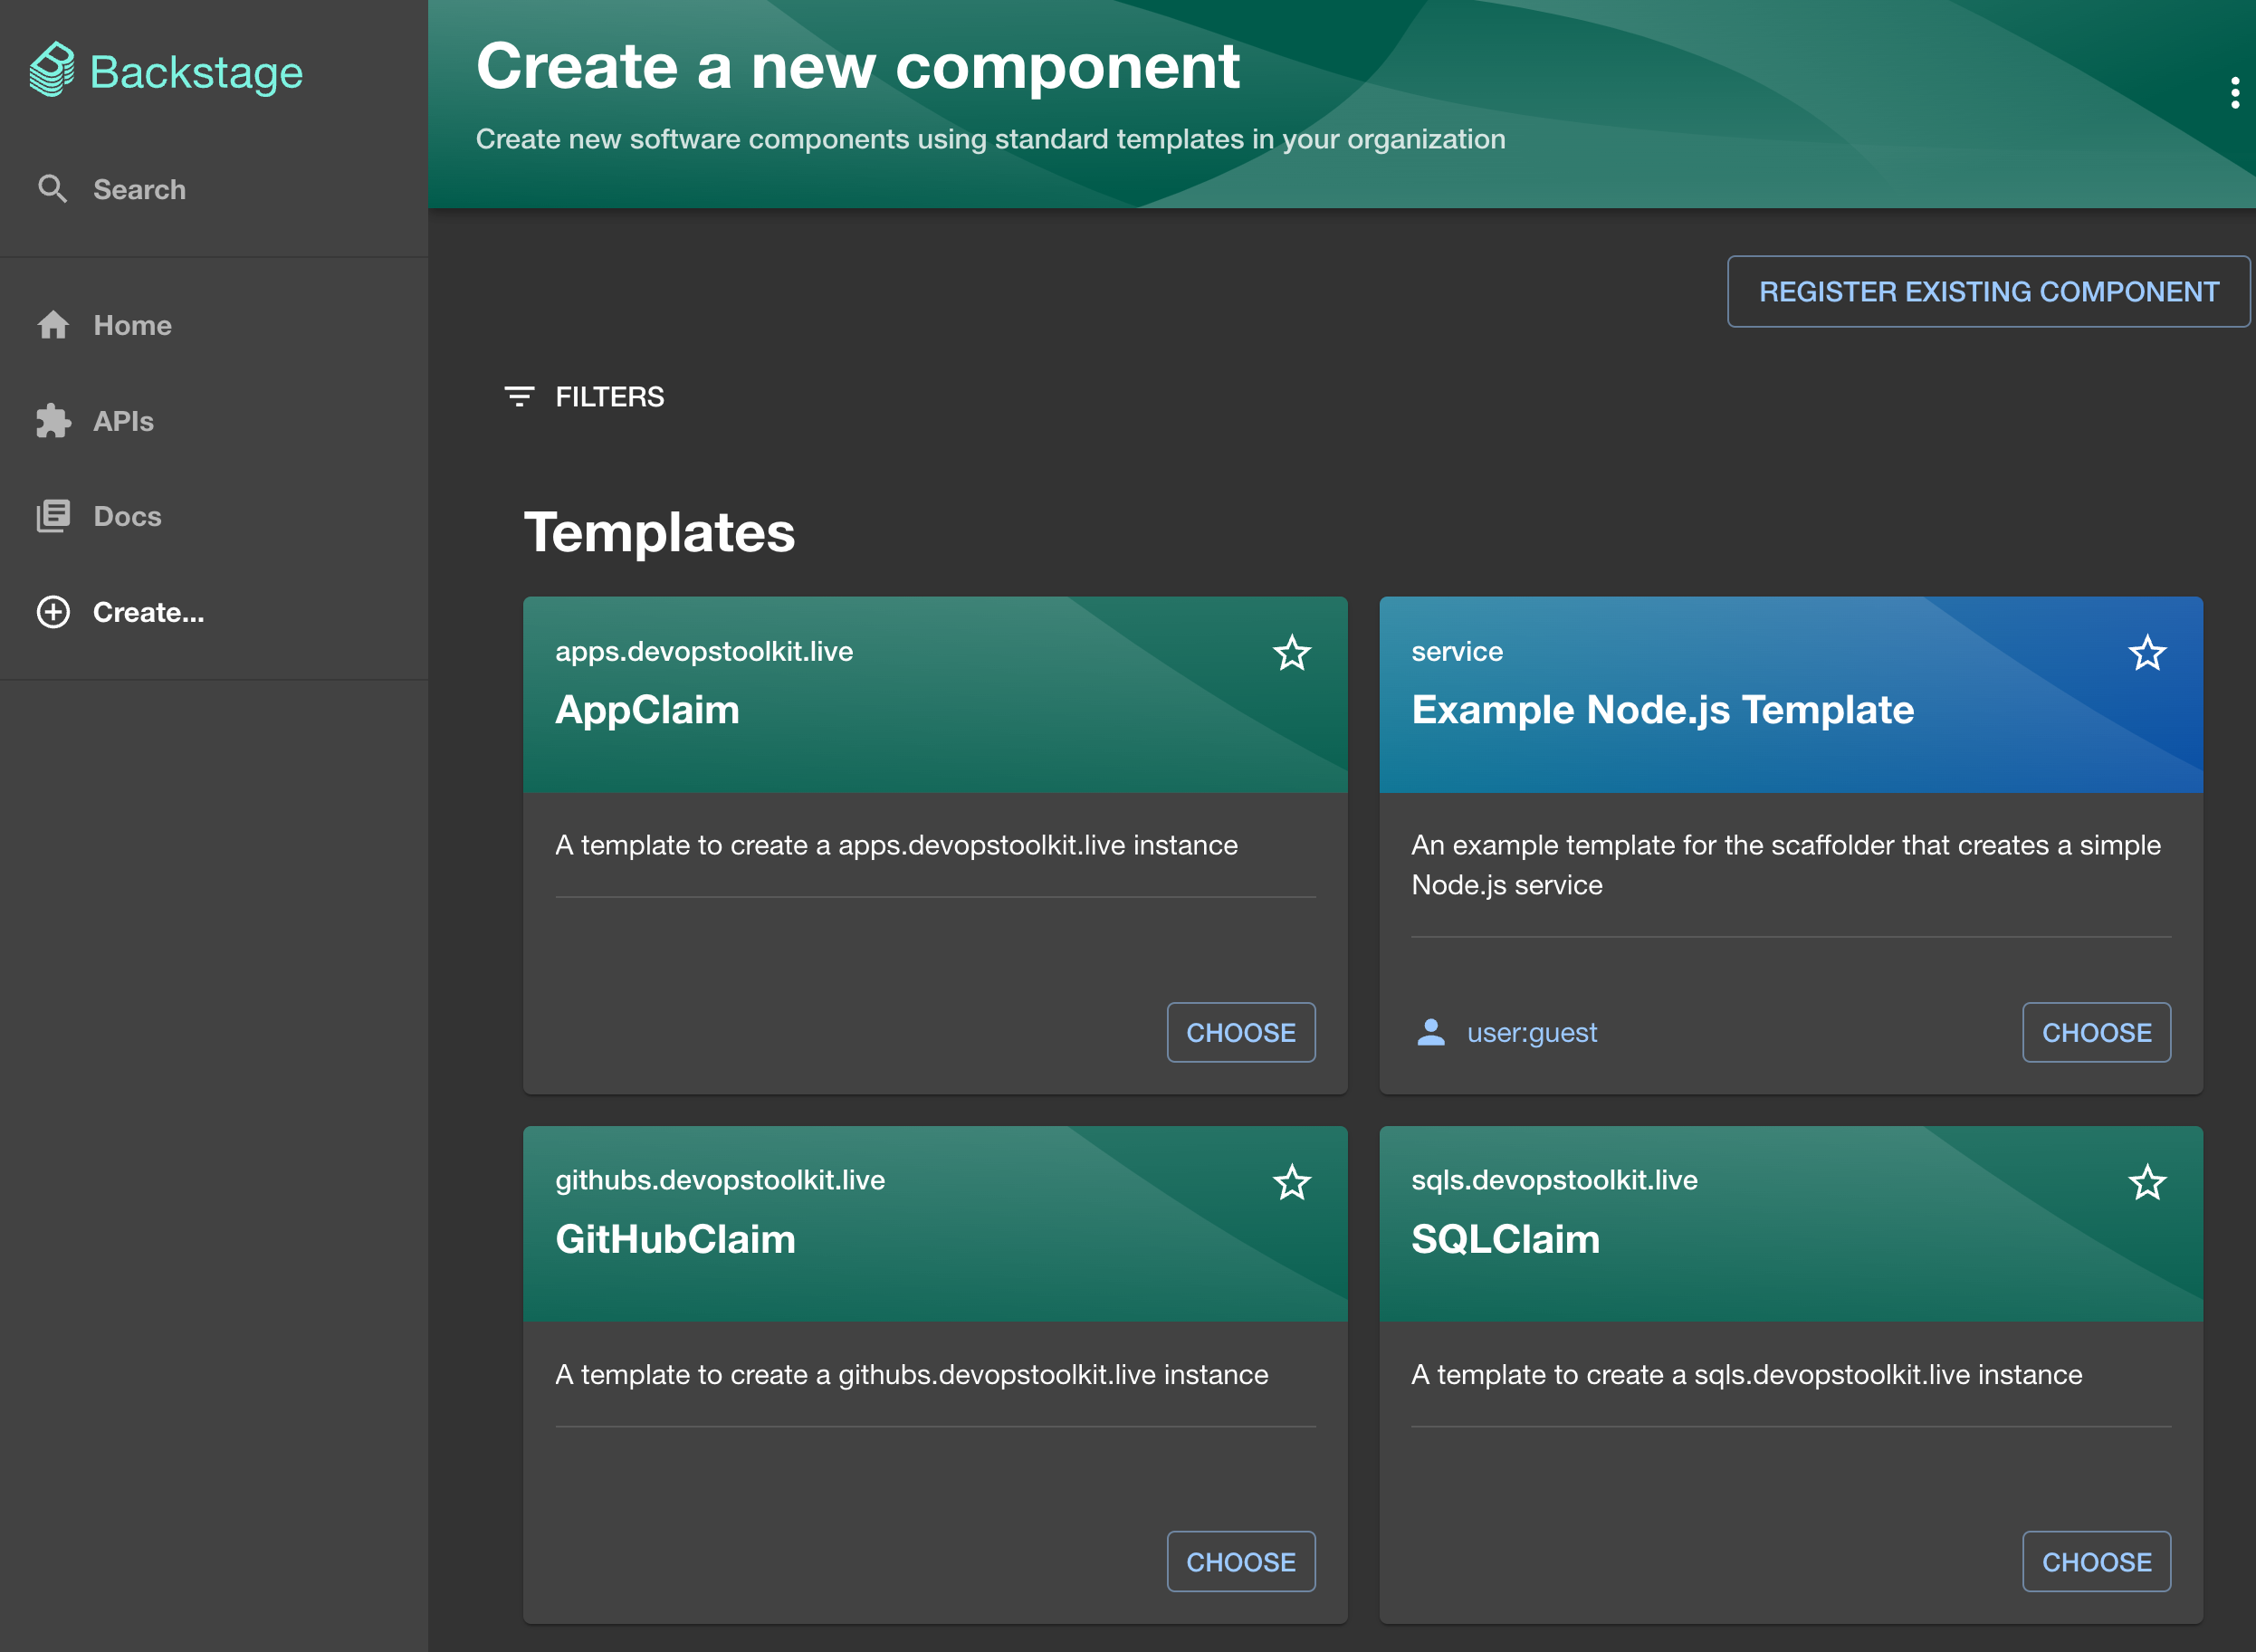 Backstage
Search
Home
APIs
Docs
Create...
Create a new component
Create new software components using standard templates in your organization
REGISTER EXISTING COMPONENT
FILTERS
Templates
apps.devopstoolkit.live
AppClaim
A template to create a apps.devopstoolkit.live instance
CHOOSE
service
Example Node.js Template
An example template for the scaffolder that creates a simple
Node.js service
user:guest
CHOOSE
githubs.devopstoolkit.live
GitHubClaim
A template to create a githubs.devopstoolkit.live instance
CHOOSE
sqls.devopstoolkit.live
SQLClaim
A template to create a sqls.devopstoolkit.live instance
CHOOSE